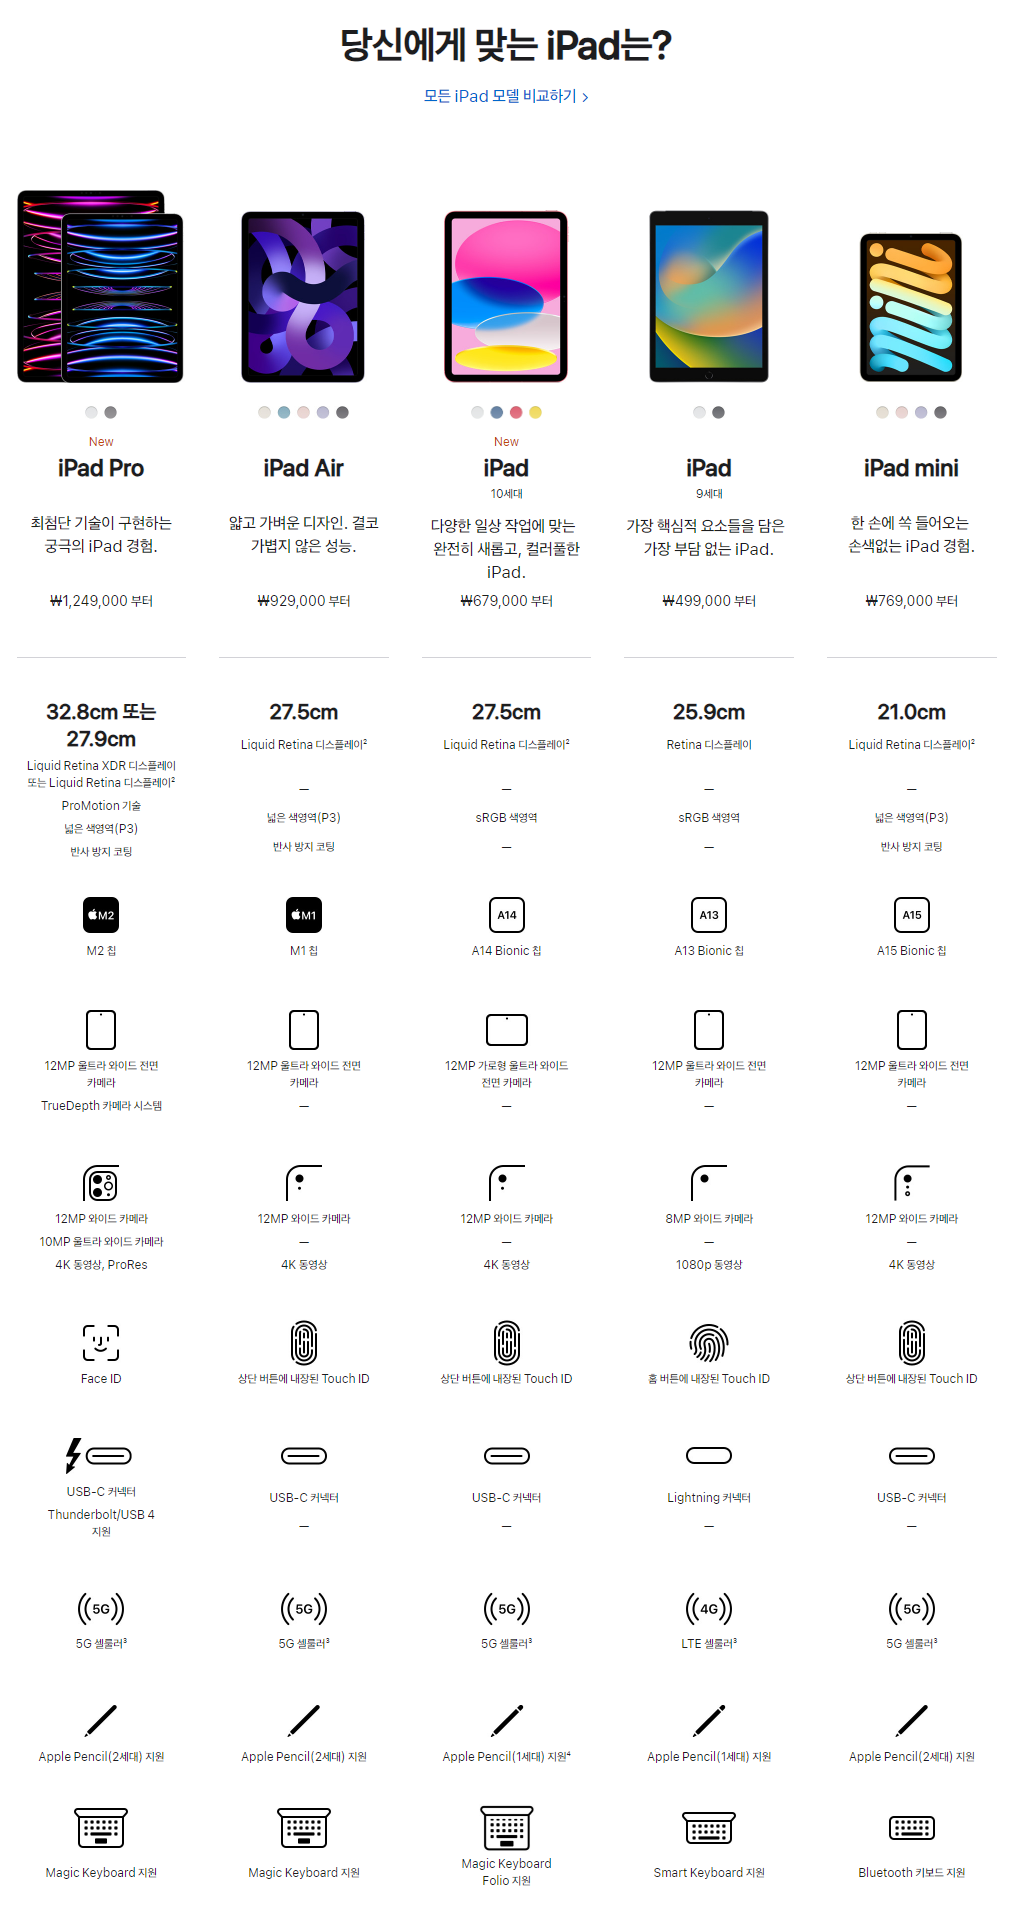 당신에게 맞는 iPad는?
모든 iPad 모델 비교하기 >
New
iPad Pro
최첨단 기술이 구현하는
궁극의 iPad 경험.
₩1,249,000 부터
iPad Air
얇고 가벼운 디자인. 결코
가볍지 않은 성능.
₩929,000 부터
New
iPad
10세대
다양한 일상 작업에 맞는
완전히 새롭고, 컬러풀한
iPad.
₩679,000 부터
iPad
9세대
가장 핵심적 요소들을 담은
가장 부담 없는 iPad.
₩499,000 부터
iPad mini
한 손에 쏙 들어오는
손색없는 iPad 경험.
₩769,000 부터
32.8cm 또는
27.9cm
Liquid Retina XDR 디스플레이
또는 Liquid Retina 디스플레이²
ProMotion 기술
넓은 색영역(P3)
반사 방지 코팅
27.5cm
Liquid Retina 디스플레이²
—
넓은 색영역(P3)
반사 방지 코팅
27.5cm
Liquid Retina 디스플레이²
—
sRGB 색영역
—
25.9cm
Retina 디스플레이
—
sRGB 색영역
—
21.0cm
Liquid Retina 디스플레이²
—
넓은 색영역(P3)
반사 방지 코팅
M2
M2 칩
M1
M1 칩
A14
A14 Bionic 칩
A13
A13 Bionic 칩
A15
A15 Bionic 칩
12MP 울트라 와이드 전면
카메라
TrueDepth 카메라 시스템
12MP 울트라 와이드 전면
카메라
—
12MP 가로형 울트라 와이드
전면 카메라
—
12MP 울트라 와이드 전면
카메라
—
12MP 울트라 와이드 전면
카메라
—
12MP 와이드 카메라
10MP 울트라 와이드 카메라
4K 동영상, ProRes
12MP 와이드 카메라
—
4K 동영상
12MP 와이드 카메라
—
4K 동영상
8MP 와이드 카메라
—
1080p 동영상
12MP 와이드 카메라
—
4K 동영상
Face ID
상단 버튼에 내장된 Touch ID
상단 버튼에 내장된 Touch ID
홈 버튼에 내장된 Touch ID
상단 버튼에 내장된 Touch ID
USB-C 커넥터
Thunderbolt/USB 4
지원
USB-C 커넥터
—
USB-C 커넥터
—
Lightning 커넥터
—
USB-C 커넥터
—
5G
5G 셀룰러³
5G
5G 셀룰러³
5G
5G 셀룰러³
4G
LTE 셀룰러³
5G
5G 셀룰러³
Apple Pencil(2세대) 지원
Apple Pencil(2세대) 지원
Apple Pencil(1세대) 지원⁴
Apple Pencil(1세대) 지원
Apple Pencil(2세대) 지원
Magic Keyboard 지원
Magic Keyboard 지원
Magic Keyboard
Folio 지원
Smart Keyboard 지원
Bluetooth 키보드 지원